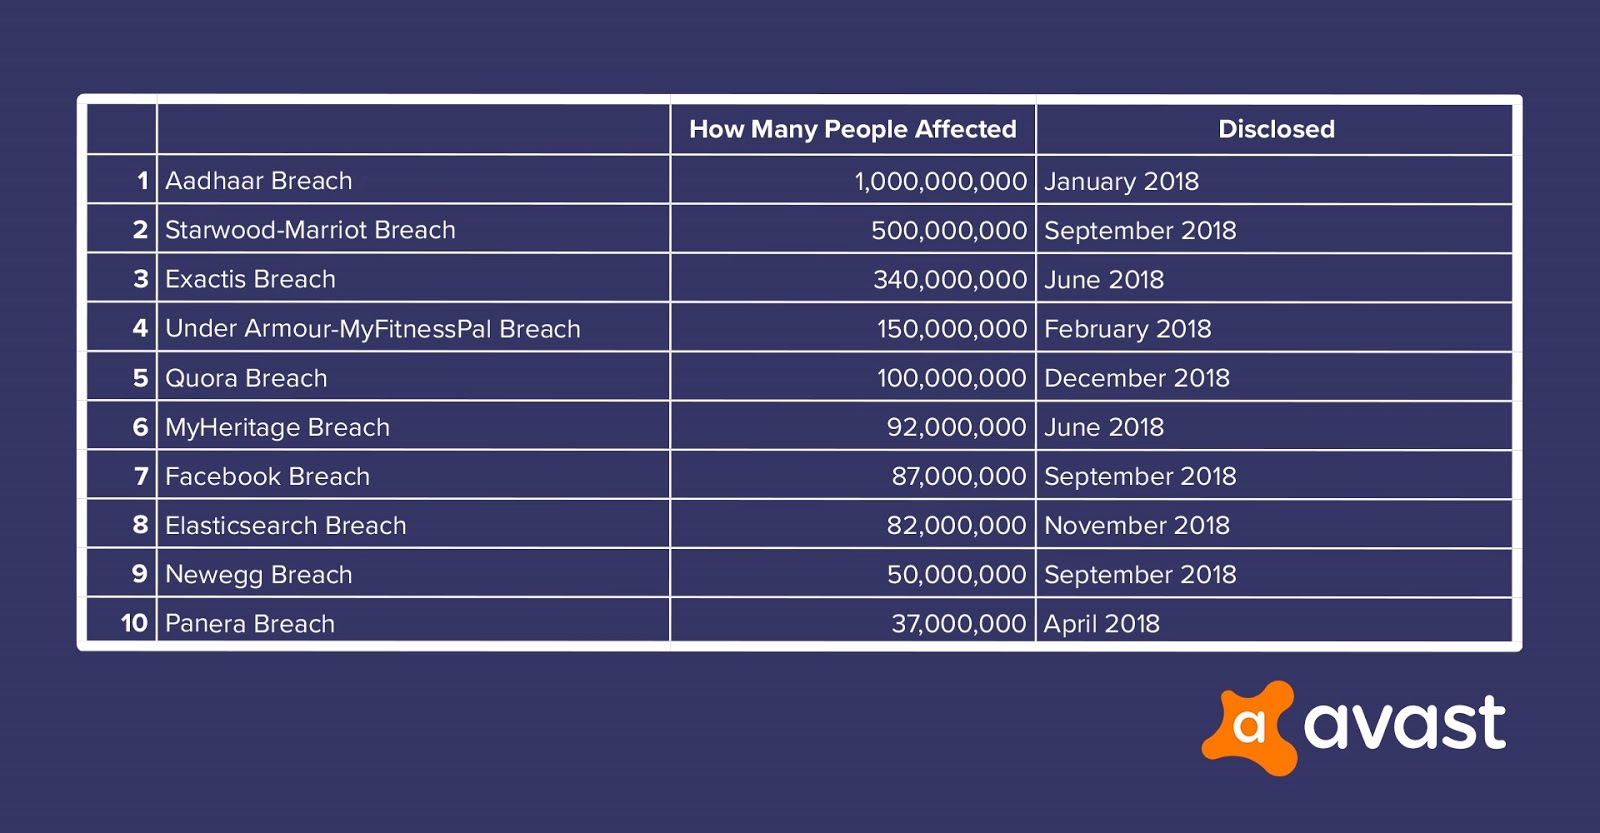 How Many People Affected Disclosed
1 Aadhaar Breach 1,000,000,000 January 2018
2 Starwood-Marriot Breach 500,000,000 September 2018
3 Exactis Breach 340,000,000 June 2018
4 Under Armour-MyFitnessPal Breach 150,000,000 February 2018
5 Quora Breach 100,000,000 December 2018
6 MyHeritage Breach 92,000,000 June 2018
7 Facebook Breach 87,000,000 September 2018
8 Elasticsearch Breach 82,000,000 November 2018
9 Newegg Breach 50,000,000 September 2018
10 Panera Breach 37,000,000 April 2018
a avast